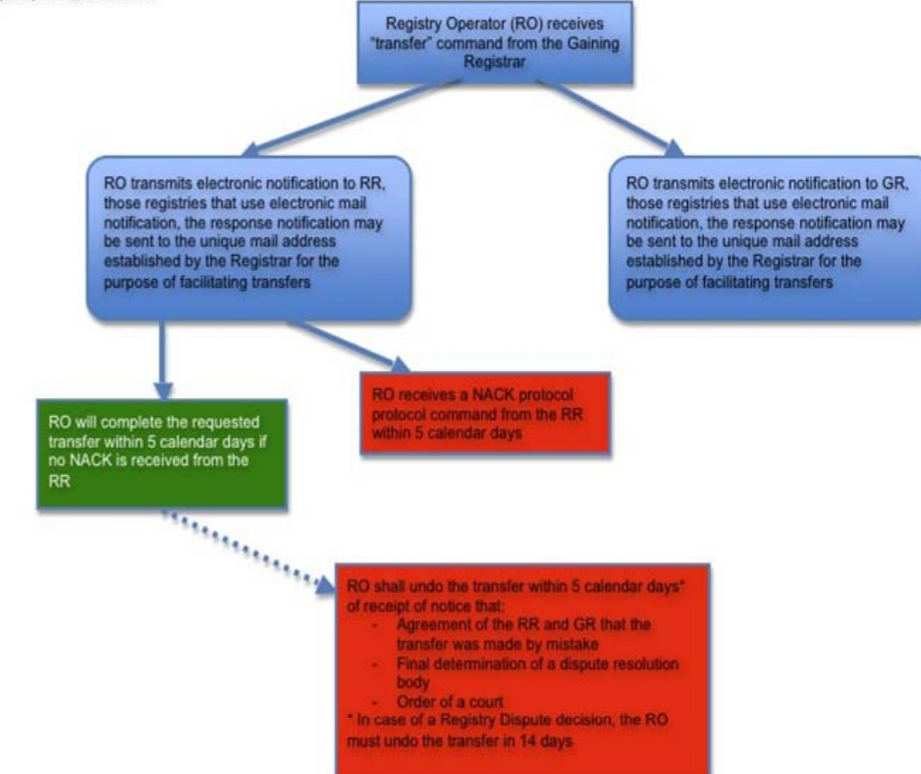 Registry Operator (RO) receives
"transfer" command from the Gaining
Registrar
RO transmits electronic notification to RR,
those registries that use electronic mail
notification, the response notification may
be sent to the unique mail address
established by the Registrar for the
purpose of facilitating transfers
RO transmits electronic notification to GR,
those registries that use electronic mail
notification, the response notification may
be sent to the unique mail address
established by the Registrar for the
purpose of facilitating transfers
RO will complete the requested
transfer within 5 calendar days if
no NACK is received from the
RR
RO receives a NACK protocol
protocol command from the RR
within 5 calendar days
RO shall undo the transfer within 5 calendar days*
of receipt of notice that:
- Agreement of the RR and GR that the
transfer was made by mistake
- Final determination of a dispute resolution
body
- Order of a court
* In case of a Registry Dispute decision, the RO
must undo the transfer in 14 days